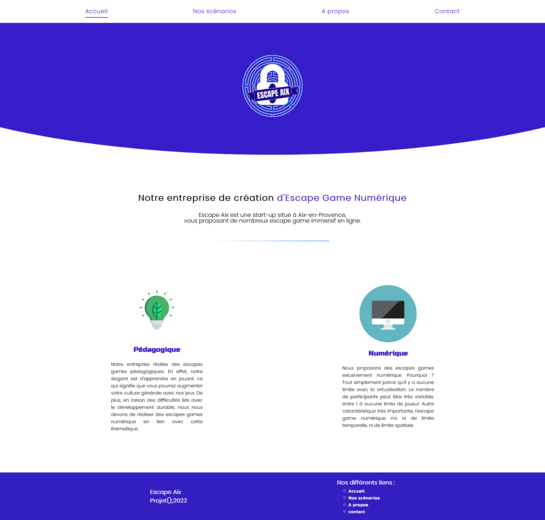 Accueil Nos scénarios A propos Contact
ESCAPE AIX
Notre entreprise de création d'Escape Game Numérique
Escape Aix est une start-up situé à Aix-en-Provence,
vous proposant de nombreux escape game immersif en ligne.
Pédagogique
Notre entreprise réalise des escapes
games pédagogiques. En effet, notre
slogant est d'apprendre en jouant, ce
qui signifie que vous pourrez augmenter
votre culture générale avec nos jeux. De
plus, en raison des difficultés liés avec
le développement durable, nous nous
devons de réaliser des escapes games
numérique en lien avec cette
thématique.
Numérique
Nous proposons des escapes games
exlusivement numérique. Pourquoi ?
Tout simplement parce qu'il y a aucune
limite avec la virtualisation. Le nombre
de participants peut être très variable,
entre 1 à aucune limite de joueur. Autre
caractéristique très importante, l'escape
game numérique n'a ni de limite
temporelle, ni de limite spatiale.
Escape Aix
Projet();2022
Nos différents liens :
Accueil
Nos scénarios
A propos
contact